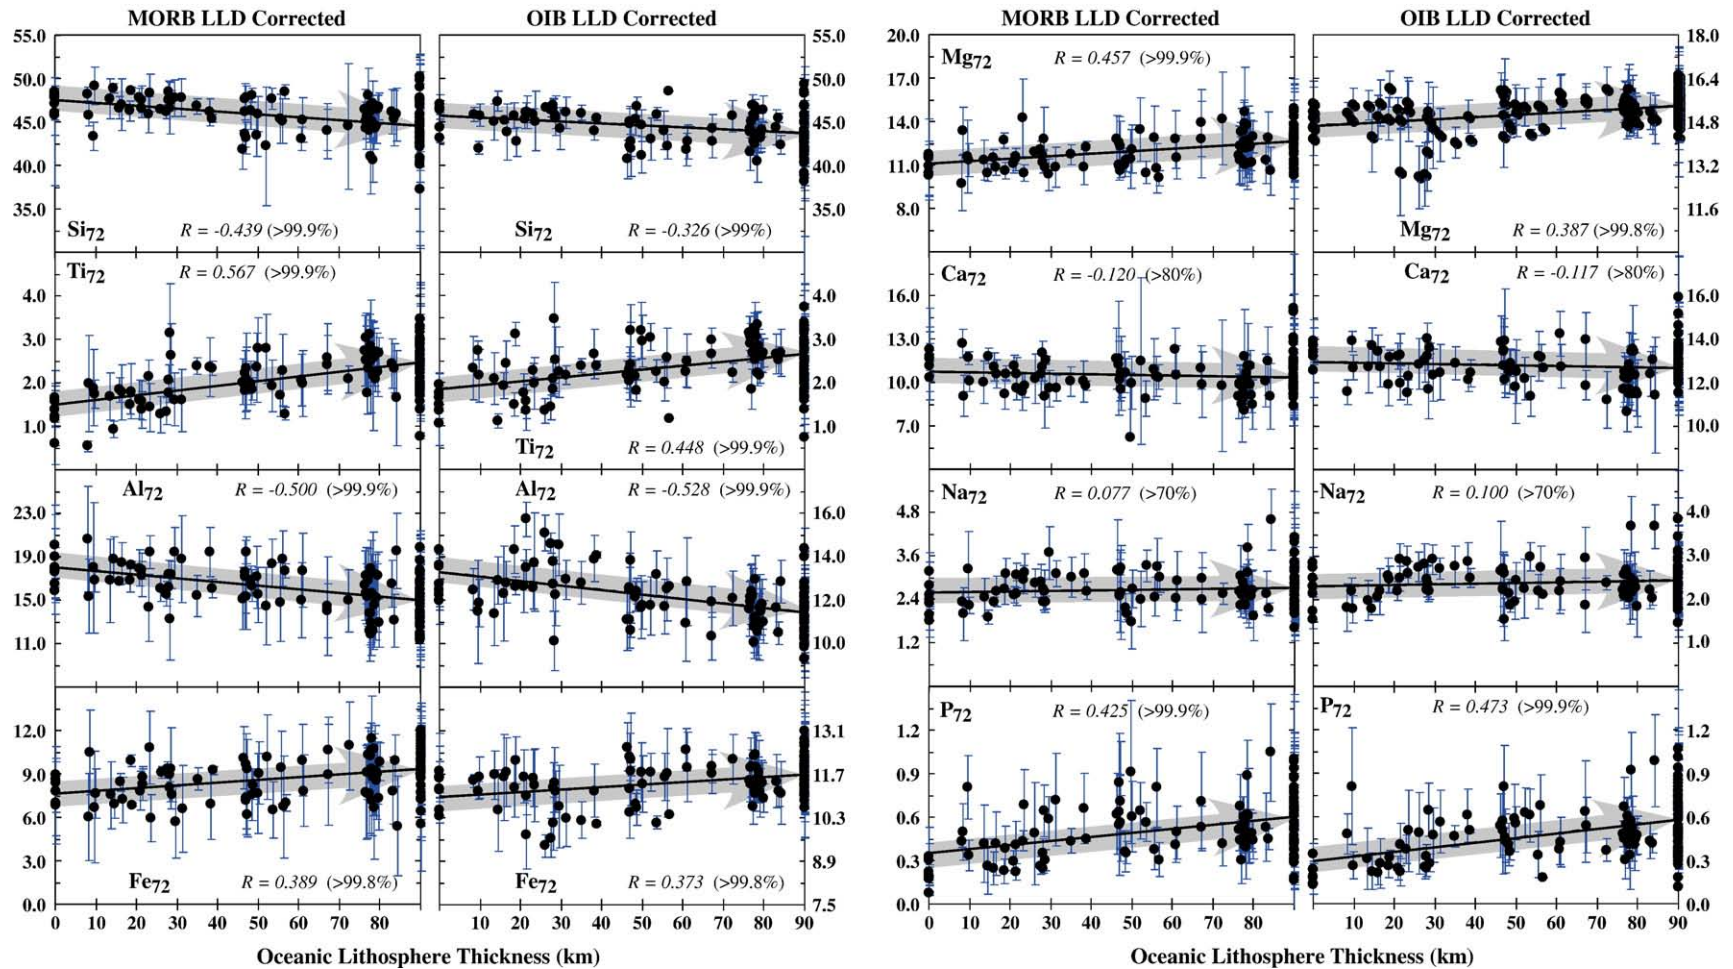 MORB LLD Corrected
OIB LLD Corrected
MORB LLD Corrected
OIB LLD Corrected
55.0
50.0
45.0
40.0
35.0
Si72
R = -0.439 (>99.9%)
Si72
R = -0.326 (>99%)
55.0
50.0
45.0
40.0
35.0
Ti72
R = 0.567 (>99.9%)
4.0
3.0
2.0
1.0
Ti72
R = 0.448 (>99.9%)
4.0
3.0
2.0
1.0
Al72
R = -0.500 (>99.9%)
23.0
19.0
15.0
11.0
Al72
R = -0.528 (>99.9%)
16.0
14.0
12.0
10.0
12.0
9.0
6.0
3.0
0.0
Fe72
R = 0.389 (>99.8%)
Fe72
R = 0.373 (>99.8%)
13.1
11.7
10.3
8.9
7.5
0 10 20 30 40 50 60 70 80
0 10 20 30 40 50 60 70 80 90
Oceanic Lithosphere Thickness (km)
20.0
17.0
14.0
11.0
8.0
Mg72
R = 0.457 (>99.9%)
Mg72
R = 0.387 (>99.8%)
18.0
16.4
14.8
13.2
11.6
Ca72
R = -0.120 (>80%)
16.0
13.0
10.0
7.0
Ca72
R = -0.117 (>80%)
16.0
14.0
12.0
10.0
Na72
R = 0.077 (>70%)
4.8
3.6
2.4
1.2
Na72
R = 0.100 (>70%)
4.0
3.0
2.0
1.0
P72
R = 0.425 (>99.9%)
1.2
0.9
0.6
0.3
0.0
P72
R = 0.473 (>99.9%)
1.2
0.9
0.6
0.3
0.0
0 10 20 30 40 50 60 70 80
0 10 20 30 40 50 60 70 80 90
Oceanic Lithosphere Thickness (km)